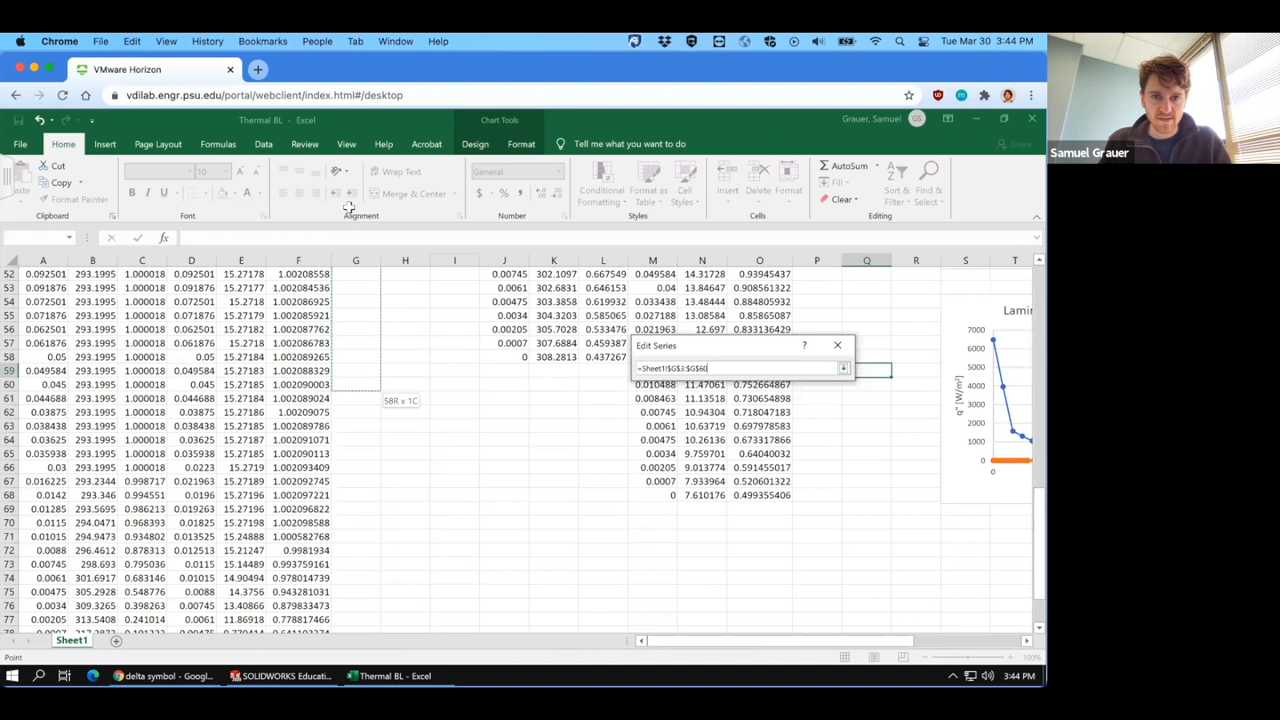 Chrome File Edit View History Bookmarks People Tab Window Help Tue Mar 30 3:44 PM
VMware Horizon
vdilab.engr.psu.edu/portal/webclient/index.html#/desktop
Thermal BL - Excel Chart Tools Grauer, Samuel GS
File Home Insert Page Layout Formulas Data Review View Help Acrobat Design Format Tell me what you want to do Share
Cut 10 Wrap Text General Conditional Format as Cell Insert Delete Format AutoSum Sort & Find &
Copy Fill
Format Painter Merge & Center Formatting Table Styles Clear Filter Select
Clipboard Font Alignment Number Styles Cells Editing
A B C D E F G H I J K L M N O P Q R S T
52 0.092501 293.1995 1.000018 0.092501 15.27178 1.00208558 0.00745 302.1097 0.667549 0.049584 14.31728 0.93945437
53 0.091876 293.1995 1.000018 0.091876 15.27178 1.002084536 0.0061 302.6831 0.646153 0.04 13.84647 0.908561322
54 0.072501 293.1995 1.000018 0.072501 15.2718 1.002086925 0.00475 303.3858 0.619932 0.033438 13.48444 0.884805932
55 0.071876 293.1995 1.000018 0.071876 15.27179 1.002085921 0.0034 304.3203 0.585065 0.021768 13.08584 0.85865087
56 0.062501 293.1995 1.000018 0.062501 15.27182 1.002087762 0.00205 305.7028 0.533476 0.021963 12.697 0.833136429
57 0.061876 293.1995 1.000018 0.061876 15.27181 1.002086783 0.0007 307.6884 0.459387
58 0.05 293.1995 1.000018 0.05 15.27184 1.002089265 0 308.2813 0.437267
59 0.049584 293.1995 1.000018 0.049584 15.27183 1.002088329
60 0.045 293.1995 1.000018 0.045 15.27184 1.002090003 0.010488 11.47061 0.752664867
61 0.044688 293.1995 1.000018 0.044688 15.27184 1.002089024 0.008463 11.13518 0.730654898
62 0.03875 293.1995 1.000018 0.03875 15.27186 1.00209075 0.00745 10.94304 0.718047183
63 0.038438 293.1995 1.000018 0.038438 15.27185 1.002089786 0.0061 10.63719 0.697978583
64 0.03625 293.1995 1.000018 0.03625 15.27187 1.002091071 0.00475 10.26136 0.673317866
65 0.035938 293.1995 1.000018 0.035938 15.27185 1.002090113 0.0034 9.759701 0.64040032
66 0.03 293.1995 1.000018 0.0223 15.2719 1.002093409 0.00205 9.013774 0.591455017
67 0.016225 293.2344 0.998717 0.021963 15.27189 1.002092745 0.0007 7.933964 0.520601322
68 0.0142 293.346 0.994551 0.0196 15.27196 1.002097221 0 7.610176 0.499355406
69 0.01285 293.5695 0.986213 0.019263 15.27195 1.002096822
70 0.0115 294.0471 0.968393 0.01825 15.27198 1.002098588
71 0.01015 294.9473 0.934802 0.013525 15.24888 1.000582768
72 0.0088 296.4612 0.878313 0.012513 15.21247 0.9981934
73 0.00745 298.693 0.795036 0.0115 15.14489 0.993759161
74 0.0061 301.6917 0.683146 0.01015 14.90494 0.978014739
75 0.00475 305.2928 0.548776 0.0088 14.3756 0.943281031
76 0.0034 309.3265 0.398263 0.00745 13.40866 0.879833473
77 0.00205 313.5408 0.241014 0.0061 11.86918 0.778817466
Edit Series
=Sheet1!$G$3:$G$60
58R x 1C
Lamin
7000
6000
5000
4000
3000
2000
1000
0
0
q" [W/m²]
Sheet1
Point 100%
delta symbol - Googl... SOLIDWORKS Educati... Thermal BL - Excel 3:44 PM
Samuel Grauer